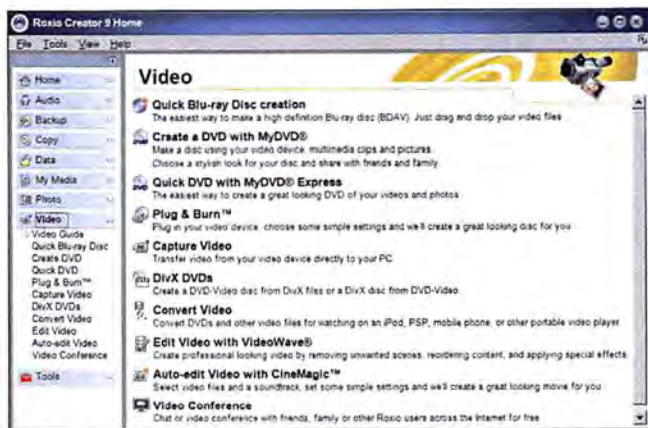 Roxio Creator 9 Home
File Tools View Help
Home
Audio
Backup
Copy
Data
My Media
Photo
Video
Video Guide
Quick Blu-ray Disc
Create DVD
Quick DVD
Plug & Burn™
Capture Video
DivX DVDs
Convert Video
Edit Video
Auto-edit Video
Video Conference
Tools
Video
Quick Blu-ray Disc creation
The easiest way to make a high definition Blu-ray disc (BDAV). Just drag and drop your video files
Create a DVD with MyDVD®
Make a disc using your video device, multimedia clips and pictures.
Choose a stylish look for your disc and share with friends and family.
Quick DVD with MyDVD® Express
The easiest way to create a great looking DVD of your videos and photos
Plug & Burn™
Plug in your video device, choose some simple settings and we'll create a great looking disc for you
Capture Video
Transfer video from your video device directly to your PC
DivX DVDs
Create a DVD-Video disc from DivX files or a DivX disc from DVD-Video
Convert Video
Convert DVDs and other video files for watching on an iPod, PSP, mobile phone, or other portable video player
Edit Video with VideoWave®
Create professional looking video by removing unwanted scenes, reordering content, and applying special effects
Auto-edit Video with CineMagic™
Select video files and a soundtrack, set some simple settings and we'll create a great looking movie for you
Video Conference
Chat or video conference with friends, family or other Roxio users across the Internet for free